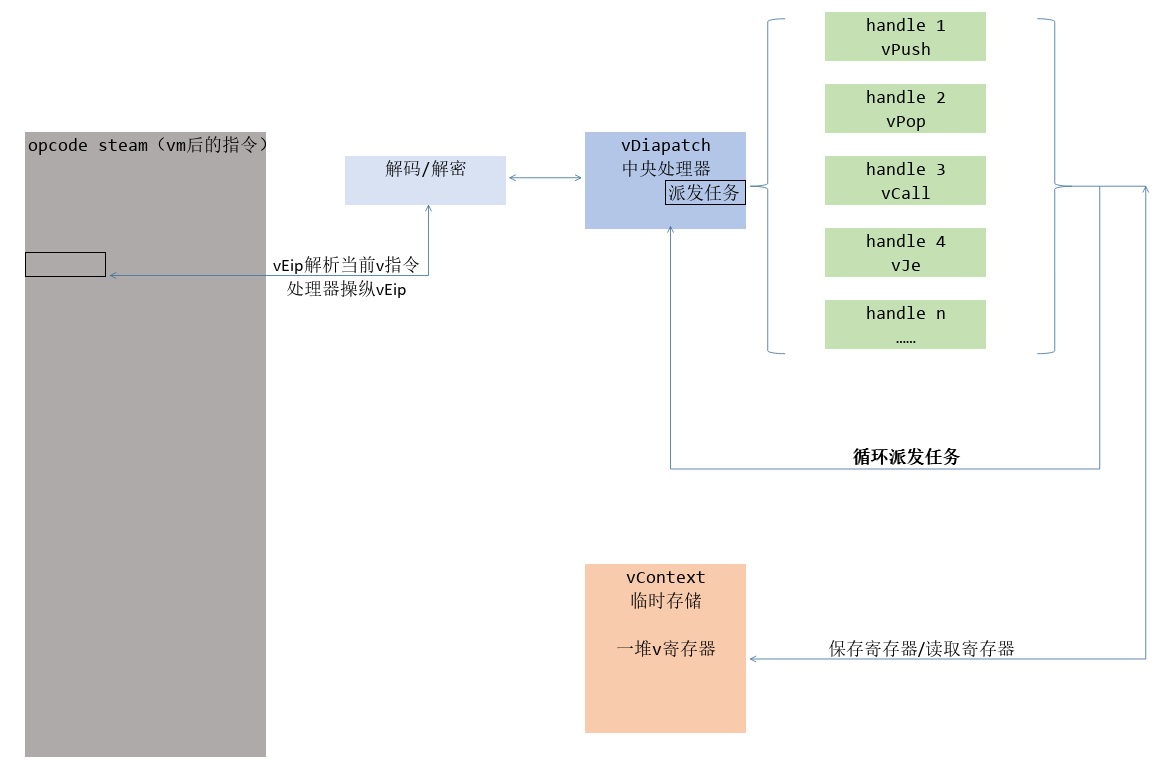 opcode steam（vm后的指令）
解码/解密
vEip解析当前v指令
处理器操纵vEip
vDiapatch
中央处理器
派发任务
handle 1
vPush
handle 2
vPop
handle 3
vCall
handle 4
vJe
handle n
……
循环派发任务
vContext
临时存储
一堆v寄存器
保存寄存器/读取寄存器